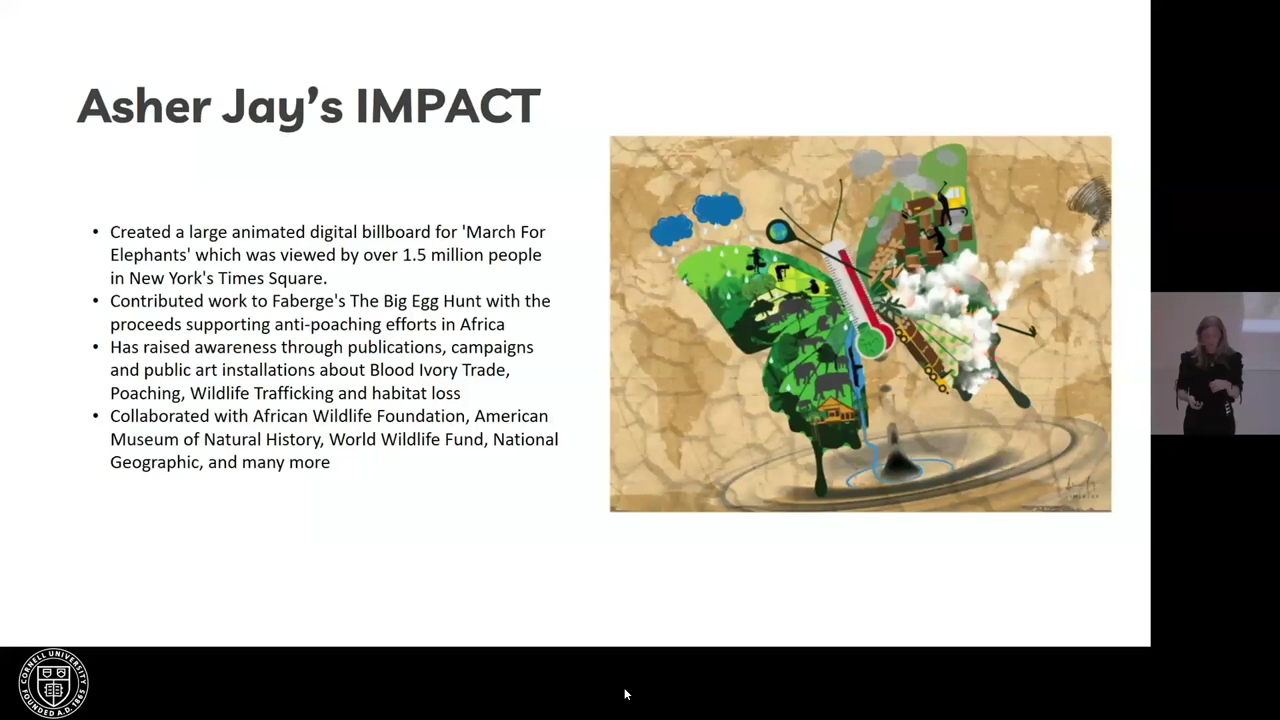 Asher Jay’s IMPACT
• Created a large animated digital billboard for 'March For
Elephants' which was viewed by over 1.5 million people
in New York's Times Square.
• Contributed work to Faberge's The Big Egg Hunt with the
proceeds supporting anti-poaching efforts in Africa
• Has raised awareness through publications, campaigns
and public art installations about Blood Ivory Trade,
Poaching, Wildlife Trafficking and habitat loss
• Collaborated with African Wildlife Foundation, American
Museum of Natural History, World Wildlife Fund, National
Geographic, and many more
CORNELL UNIVERSITY
FOUNDED A.D. 1865